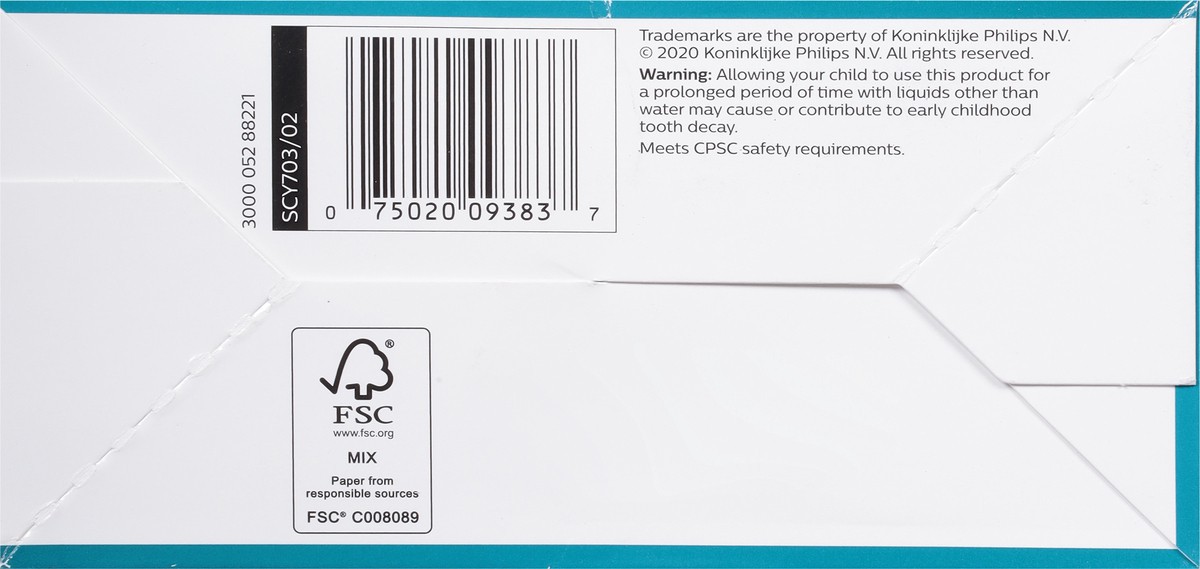 3000 052 88221
SCY703/02
0 75020 09383 7
Trademarks are the property of Koninklijke Philips N.V.
© 2020 Koninklijke Philips N.V. All rights reserved.
Warning: Allowing your child to use this product for
a prolonged period of time with liquids other than
water may cause or contribute to early childhood
tooth decay.
Meets CPSC safety requirements.
®
FSC
www.fsc.org
MIX
Paper from
responsible sources
FSC® C008089